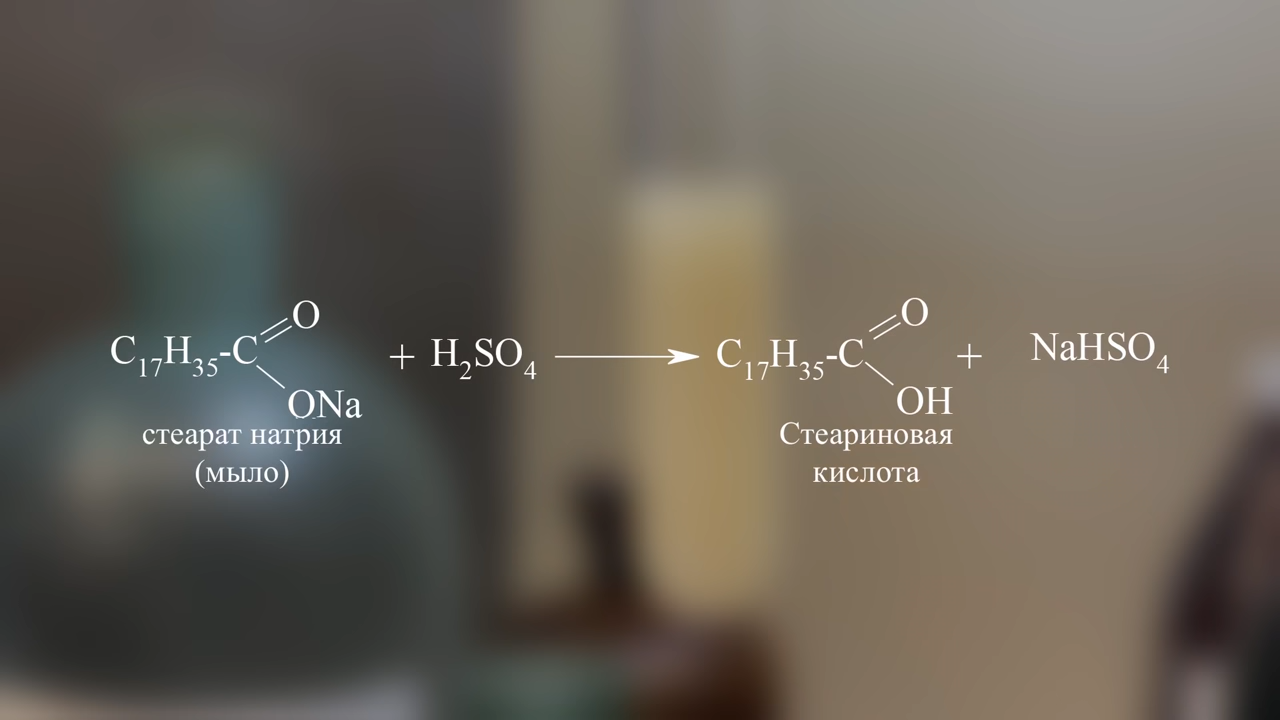 C₁₇H₃₅-C(=O)ONa + H₂SO₄ ⟶ C₁₇H₃₅-C(=O)OH + NaHSO₄
стеарат натрия
(мыло)
Стеариновая
кислота